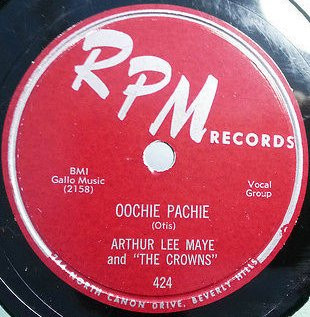 RPM
RECORDS
BMI
Gallo Music
(2158)
Vocal
Group
OOCHIE PACHIE
(Otis)
ARTHUR LEE MAYE
and "THE CROWNS"
424
NORTH CANON DRIVE, BEVERLY HILLS